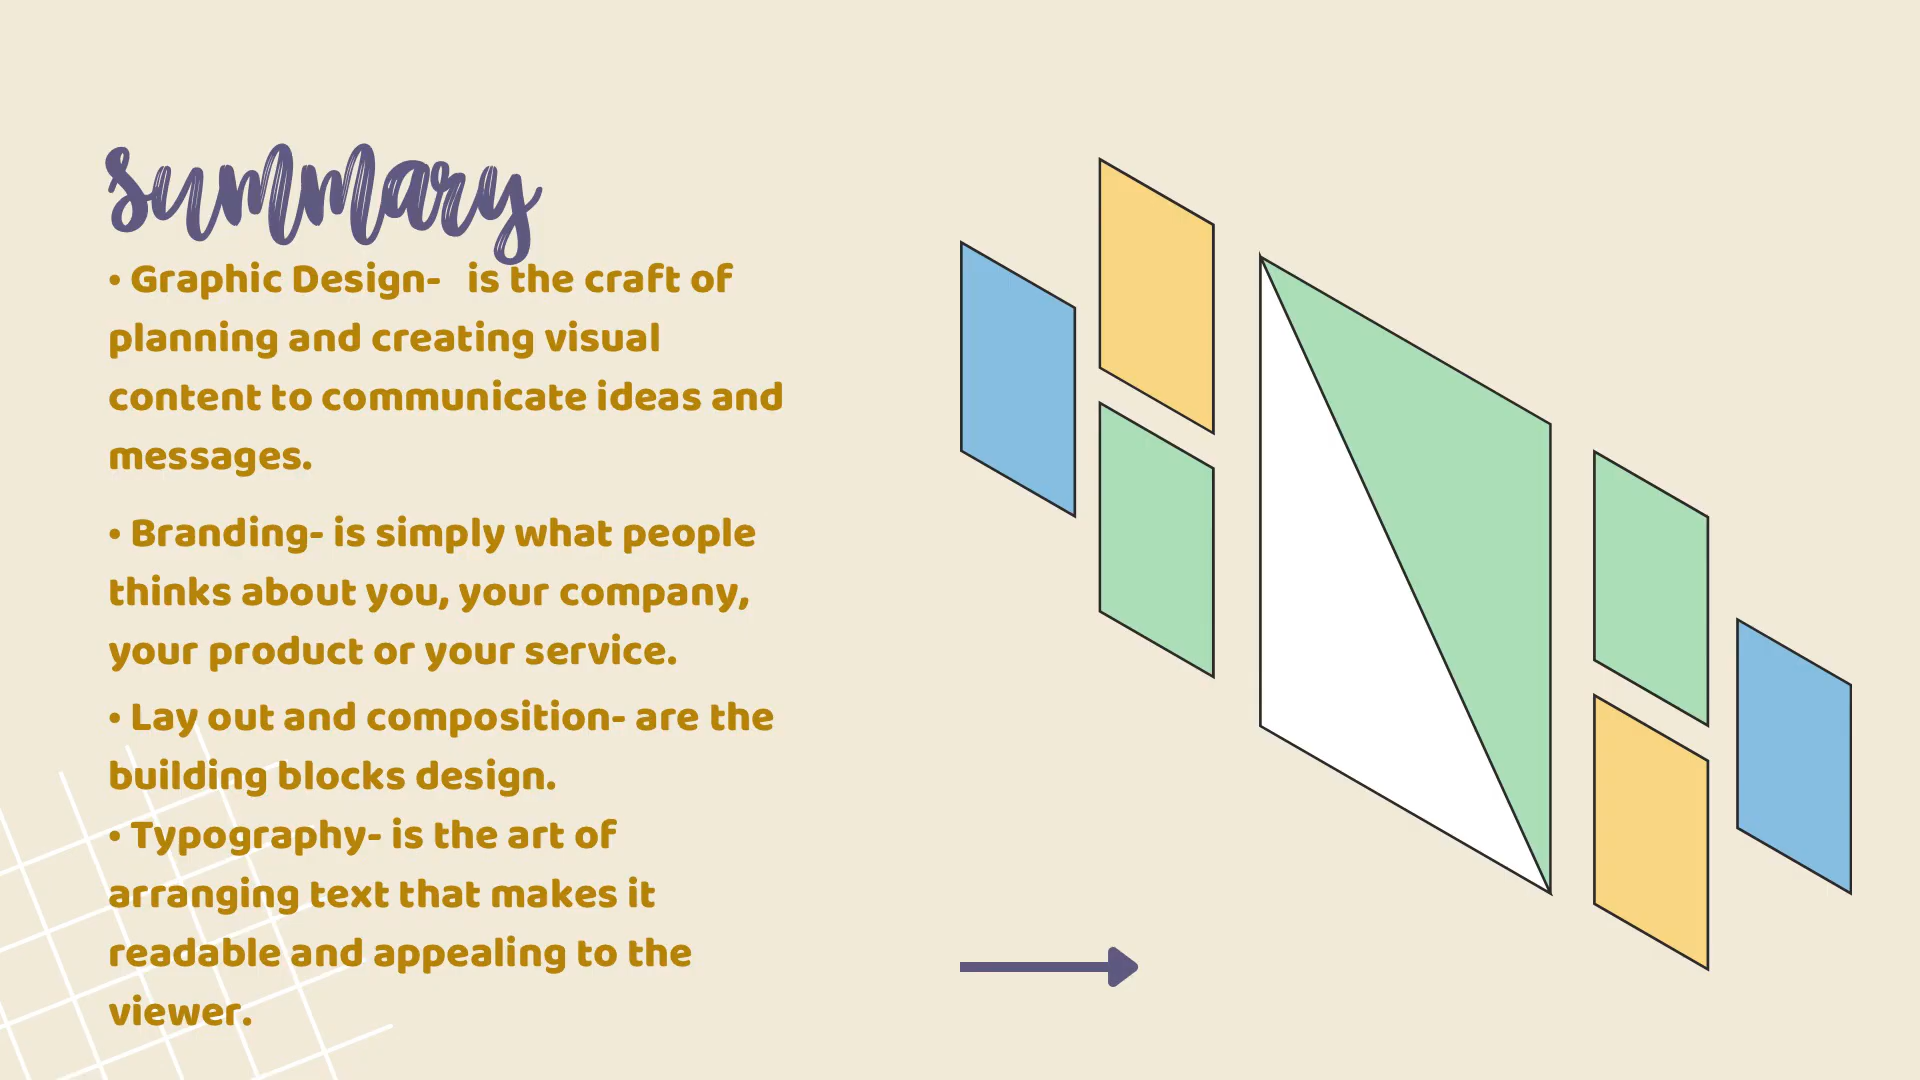 summary
• Graphic Design-  is the craft of
planning and creating visual
content to communicate ideas and
messages.
• Branding- is simply what people
thinks about you, your company,
your product or your service.
• Lay out and composition- are the
building blocks design.
• Typography- is the art of
arranging text that makes it
readable and appealing to the
viewer.